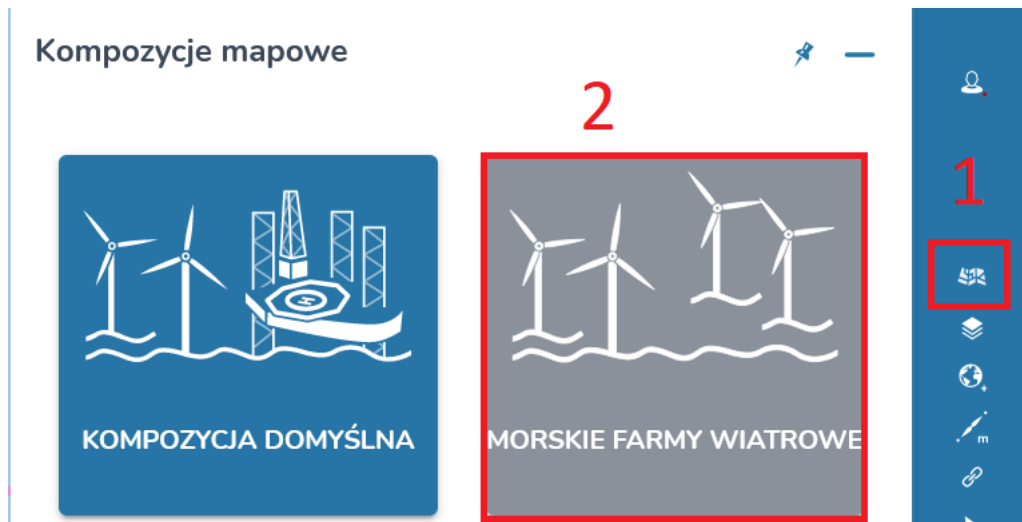 Kompozycje mapowe
2
1
KOMPOZYCJA DOMYŚLNA
MORSKIE FARMY WIATROWE
H
m